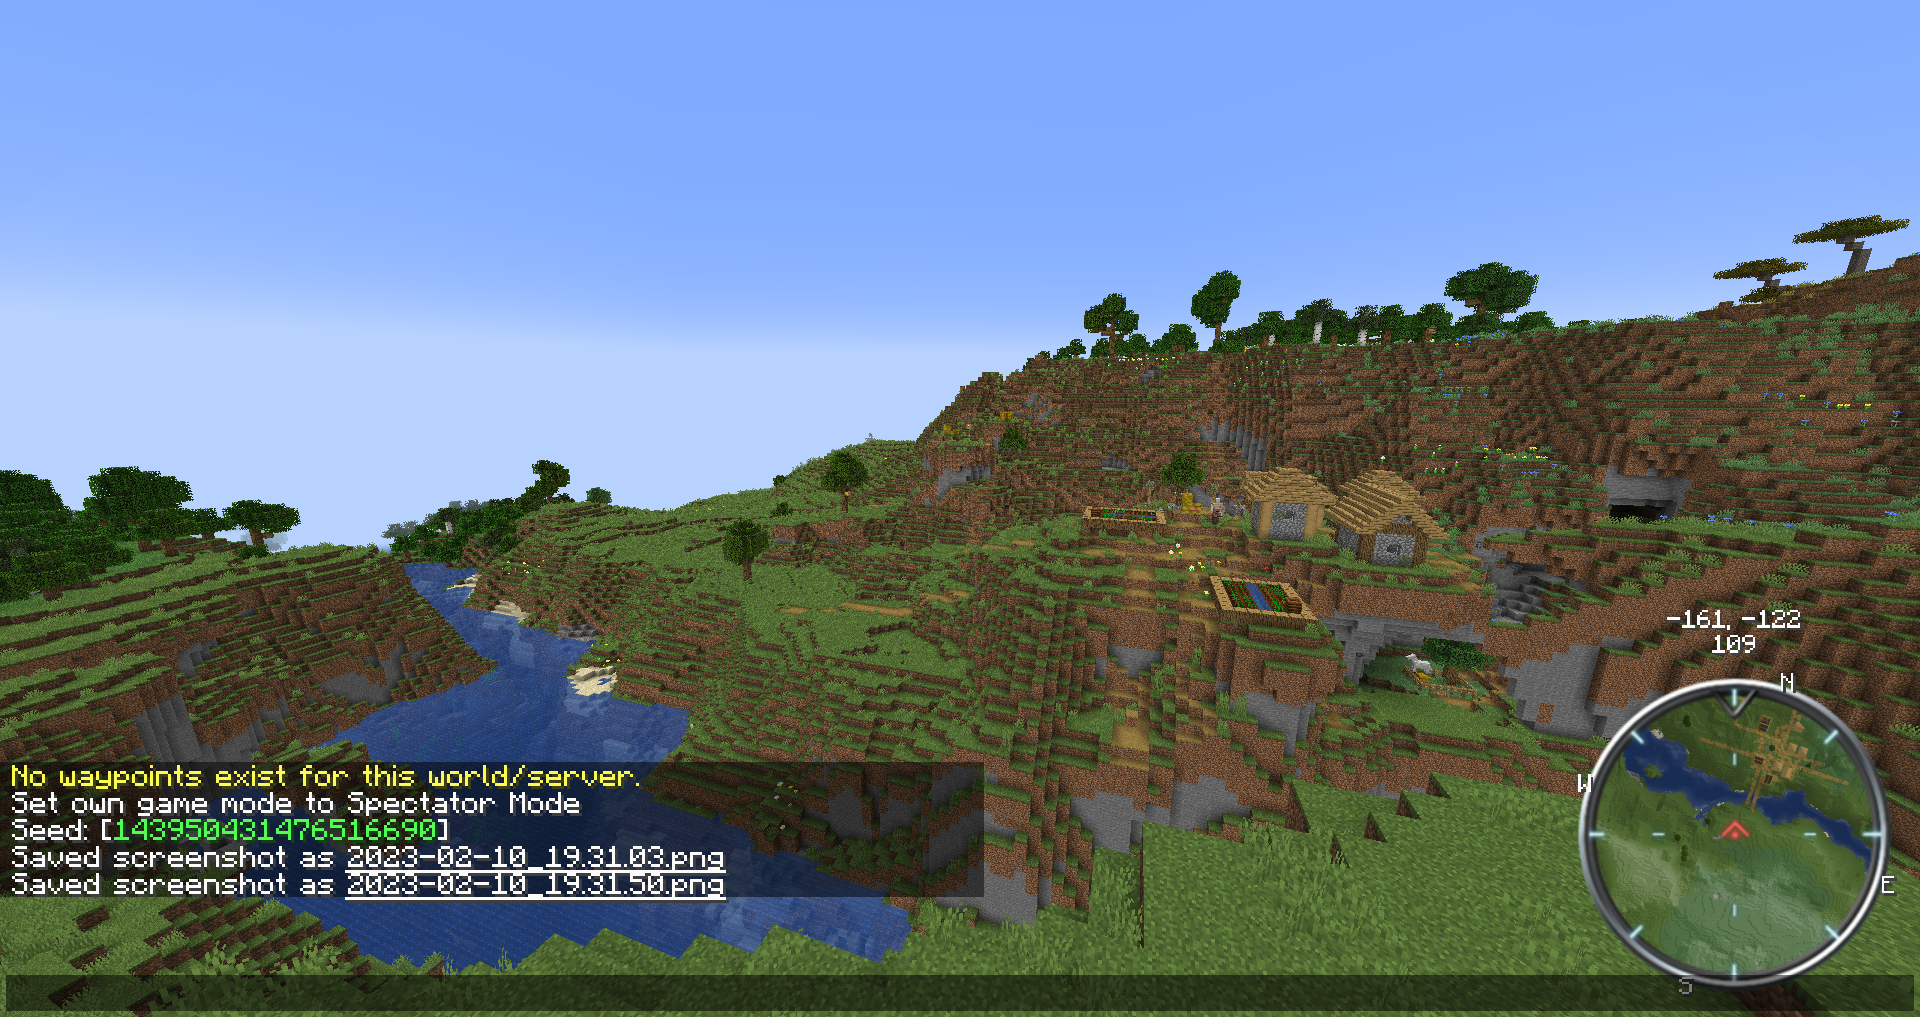 No waypoints exist for this world/server.
Set own game mode to Spectator Mode
Seed: [143950431476516690]
Saved screenshot as 2023-02-10_19.31.03.png
Saved screenshot as 2023-02-10_19.31.50.png
-161, -122
109
N
W
E
S